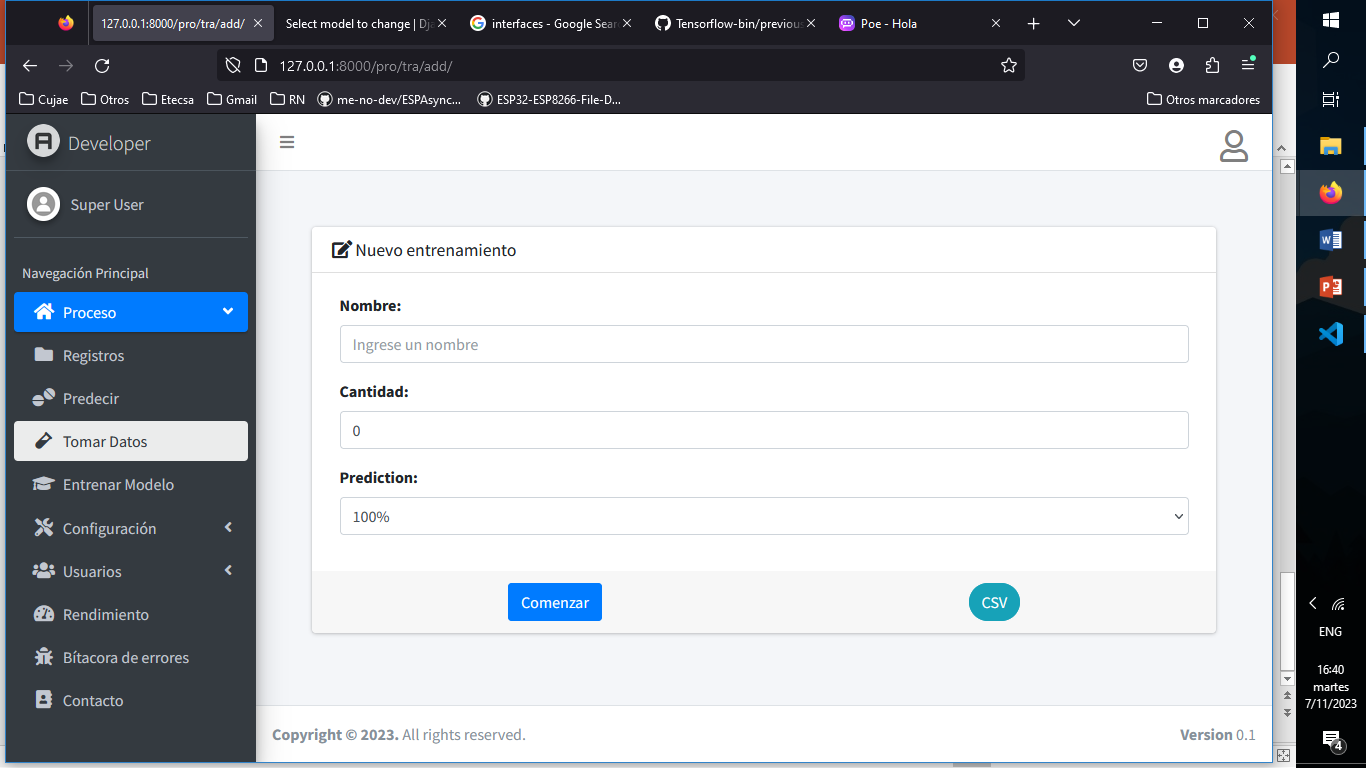 127.0.0.1:8000/pro/tra/add/
Select model to change | Dja
interfaces - Google Sear
Tensorflow-bin/previous
Poe - Hola
127.0.0.1:8000/pro/tra/add/
Cujae Otros Etecsa Gmail RN me-no-dev/ESPAsync... ESP32-ESP8266-File-D... Otros marcadores
A Developer
Super User
Navegación Principal
Proceso
Registros
Predecir
Tomar Datos
Entrenar Modelo
Configuración
Usuarios
Rendimiento
Bítacora de errores
Contacto
Nuevo entrenamiento
Nombre:
Ingrese un nombre
Cantidad:
0
Prediction:
100%
Comenzar CSV
Copyright © 2023. All rights reserved. Version 0.1
ENG
16:40
martes
7/11/2023
4